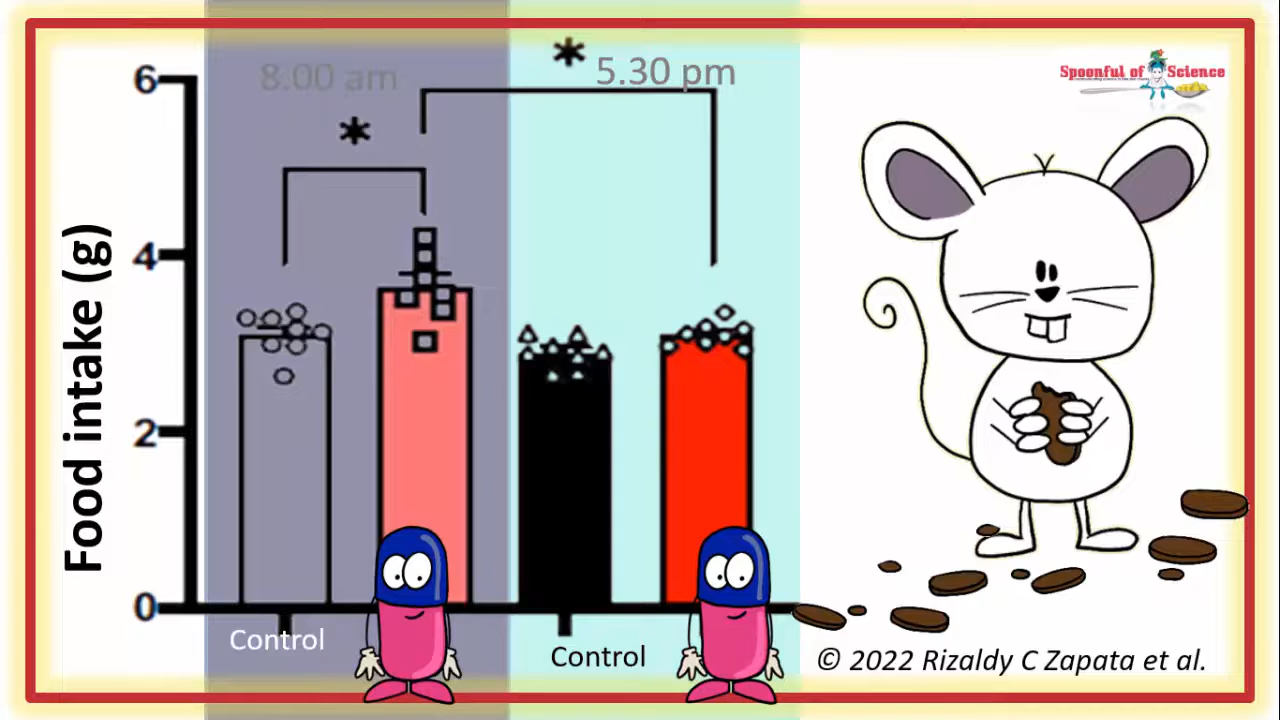 8.00 am
*
5.30 pm
*
Spoonful of Science
Food intake (g)
6
4
2
0
Control
Control
© 2022 Rizaldy C Zapata et al.